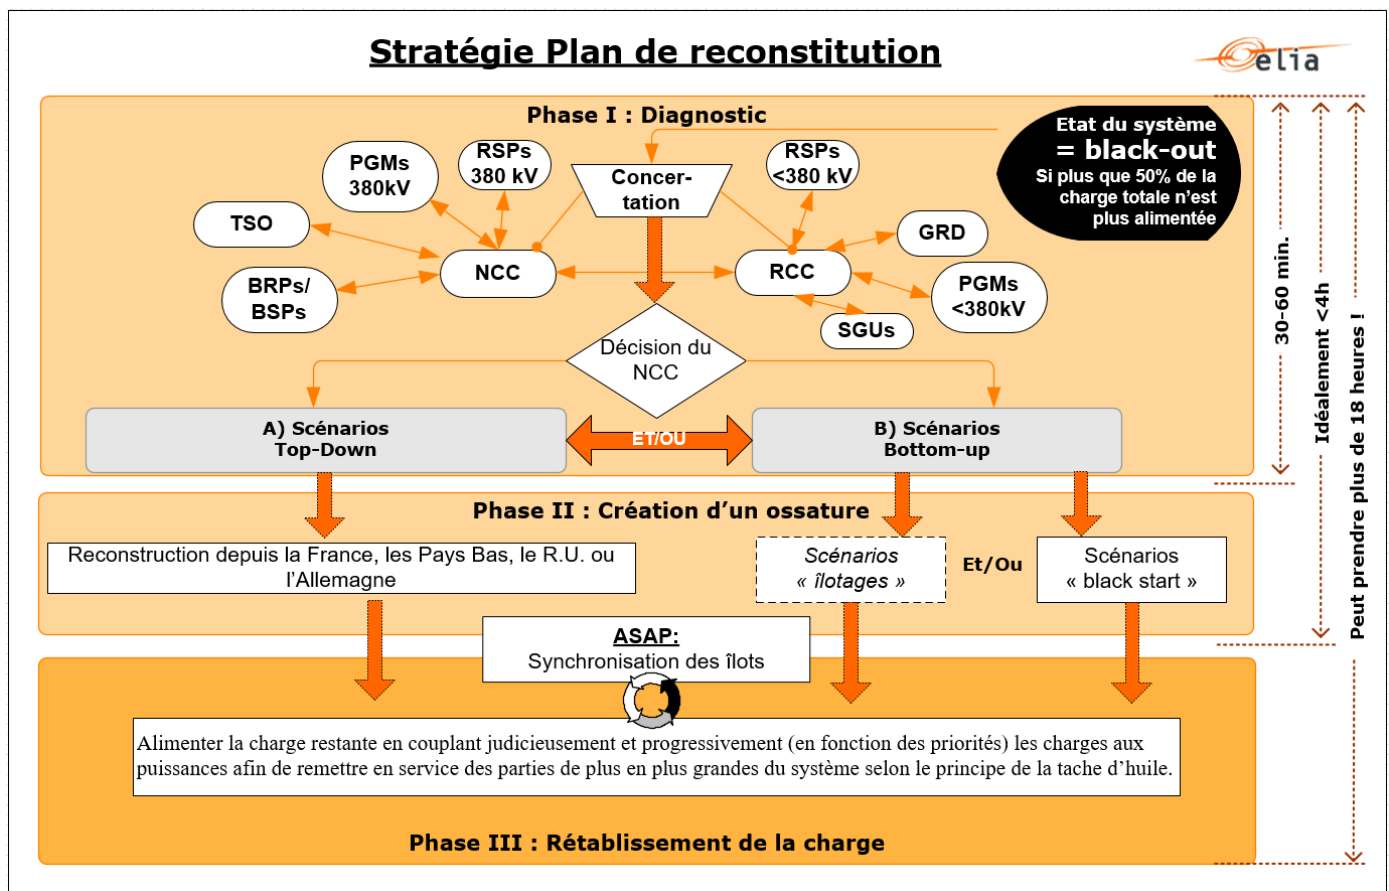 Stratégie Plan de reconstitution
elia
Phase I : Diagnostic
Etat du système
= black-out
Si plus que 50% de la
charge totale n’est
plus alimentée
PGMs
380kV
RSPs
380 kV
Concer-
tation
RSPs
<380 kV
TSO
GRD
NCC
RCC
BRPs/
BSPs
PGMs
<380kV
SGUs
Décision du
NCC
A) Scénarios
Top-Down
ET/OU
B) Scénarios
Bottom-up
30-60 min.
Idéalement <4h
Peut prendre plus de 18 heures !
Phase II : Création d’un ossature
Reconstruction depuis la France, les Pays Bas, le R.U. ou
l’Allemagne
Scénarios
« îlotages »
Et/Ou
Scénarios
« black start »
ASAP:
Synchronisation des îlots
Alimenter la charge restante en couplant judicieusement et progressivement (en fonction des priorités) les charges aux
puissances afin de remettre en service des parties de plus en plus grandes du système selon le principe de la tache d’huile.
Phase III : Rétablissement de la charge